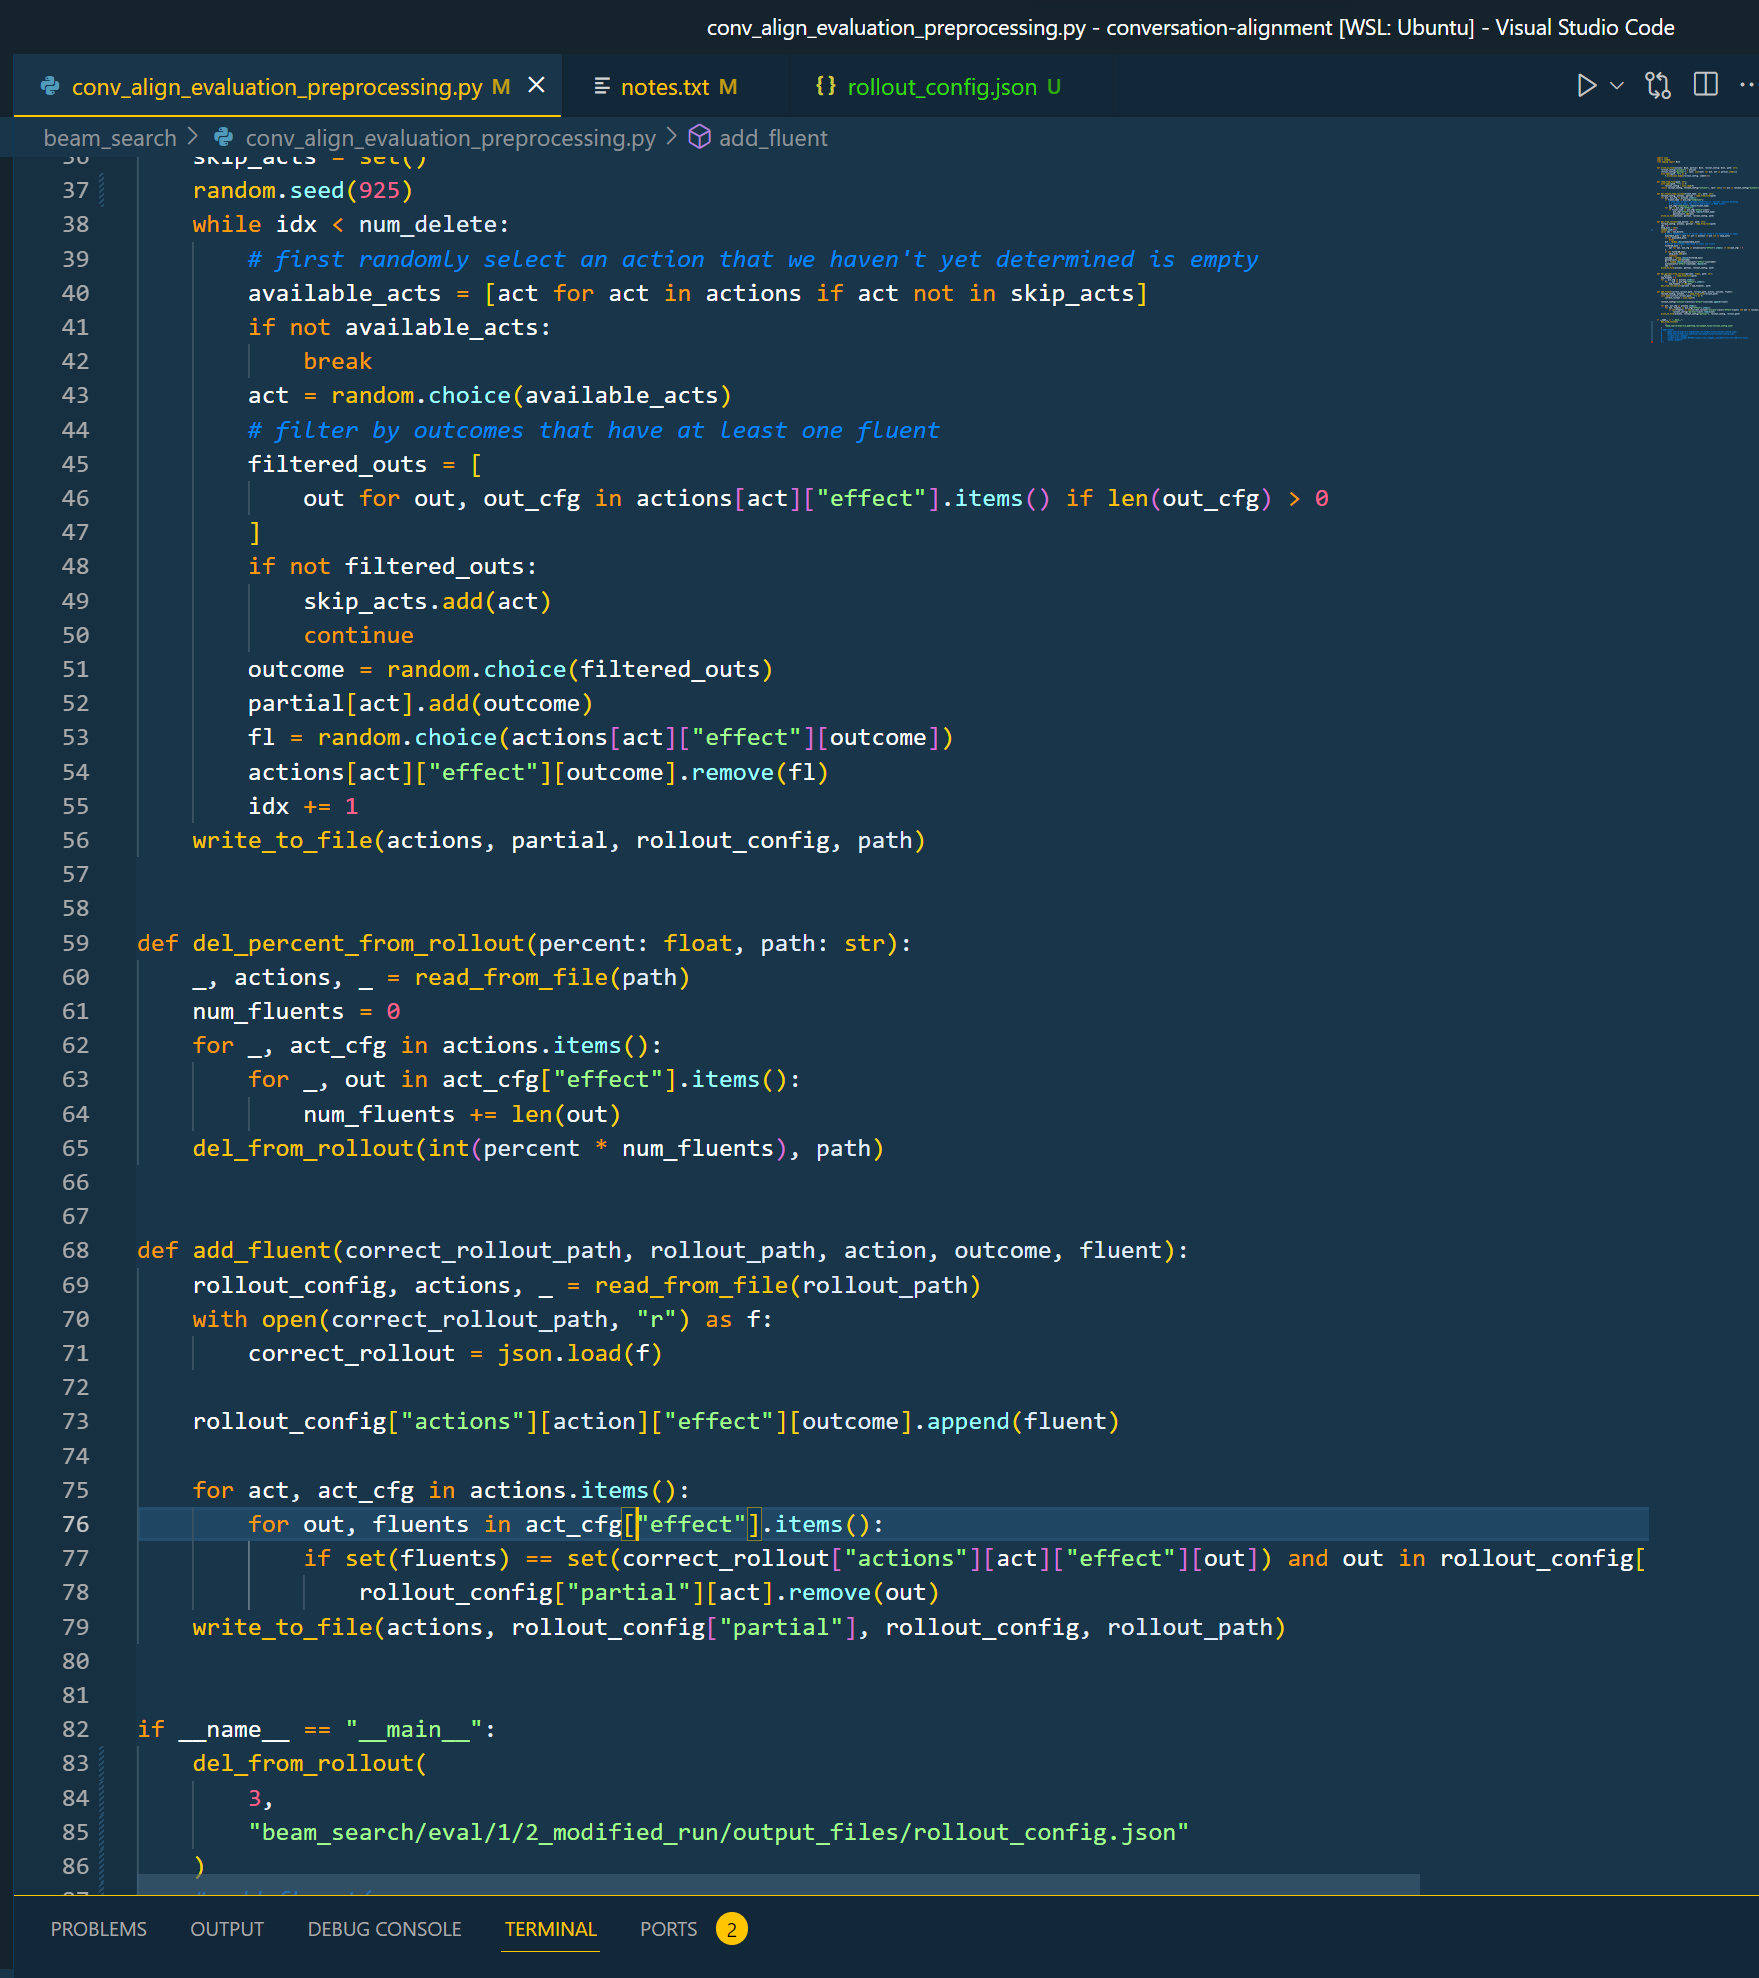 conv_align_evaluation_preprocessing.py - conversation-alignment [WSL: Ubuntu] - Visual Studio Code
conv_align_evaluation_preprocessing.py M
notes.txt M
{} rollout_config.json U
beam_search > conv_align_evaluation_preprocessing.py > add_fluent
36 skip_acts = set()
37 random.seed(925)
38 while idx < num_delete:
39 # first randomly select an action that we haven't yet determined is empty
40 available_acts = [act for act in actions if act not in skip_acts]
41 if not available_acts:
42 break
43 act = random.choice(available_acts)
44 # filter by outcomes that have at least one fluent
45 filtered_outs = [
46 out for out, out_cfg in actions[act]["effect"].items() if len(out_cfg) > 0
47 ]
48 if not filtered_outs:
49 skip_acts.add(act)
50 continue
51 outcome = random.choice(filtered_outs)
52 partial[act].add(outcome)
53 fl = random.choice(actions[act]["effect"][outcome])
54 actions[act]["effect"][outcome].remove(fl)
55 idx += 1
56 write_to_file(actions, partial, rollout_config, path)
57
58
59 def del_percent_from_rollout(percent: float, path: str):
60 _, actions, _ = read_from_file(path)
61 num_fluents = 0
62 for _, act_cfg in actions.items():
63 for _, out in act_cfg["effect"].items():
64 num_fluents += len(out)
65 del_from_rollout(int(percent * num_fluents), path)
66
67
68 def add_fluent(correct_rollout_path, rollout_path, action, outcome, fluent):
69 rollout_config, actions, _ = read_from_file(rollout_path)
70 with open(correct_rollout_path, "r") as f:
71 correct_rollout = json.load(f)
72
73 rollout_config["actions"][action]["effect"][outcome].append(fluent)
74
75 for act, act_cfg in actions.items():
76 for out, fluents in act_cfg["effect"].items():
77 if set(fluents) == set(correct_rollout["actions"][act]["effect"][out]) and out in rollout_config[
78 rollout_config["partial"][act].remove(out)
79 write_to_file(actions, rollout_config["partial"], rollout_config, rollout_path)
80
81
82 if __name__ == "__main__":
83 del_from_rollout(
84 3,
85 "beam_search/eval/1/2_modified_run/output_files/rollout_config.json"
86 )
PROBLEMS OUTPUT DEBUG CONSOLE TERMINAL PORTS 2